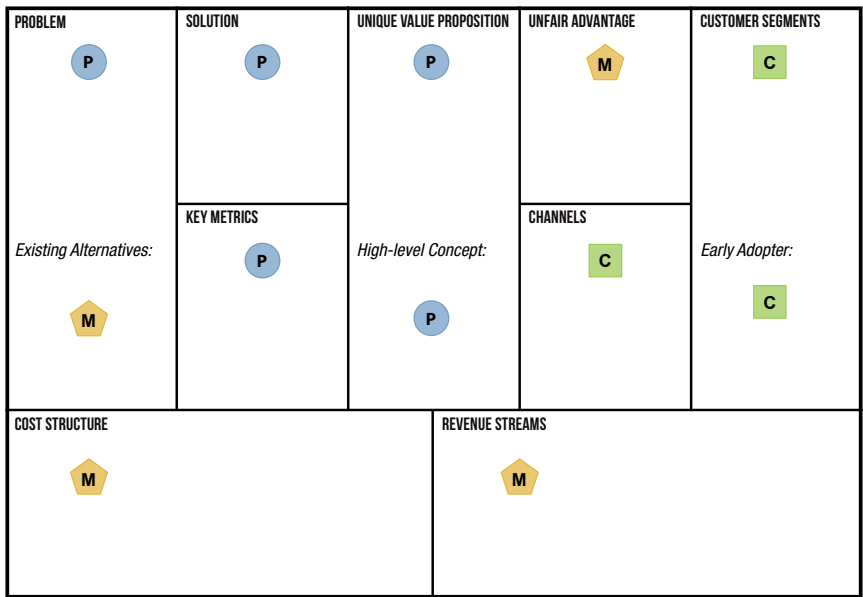 PROBLEM
P
Existing Alternatives:
M
SOLUTION
P
KEY METRICS
P
UNIQUE VALUE PROPOSITION
P
High-level Concept:
P
UNFAIR ADVANTAGE
M
CHANNELS
C
CUSTOMER SEGMENTS
C
Early Adopter:
C
COST STRUCTURE
M
REVENUE STREAMS
M